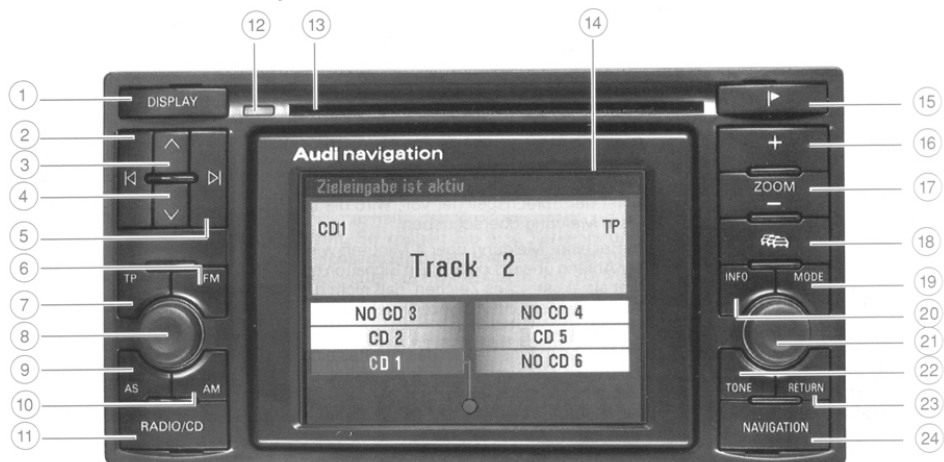 12 13 14
1 DISPLAY 15
2 + 16
3 Audi navigation
4 Zieleingabe ist aktiv ZOOM 17
CD1 TP −
5 18
6 Track 2
TP FM INFO MODE 19
7 20
NO CD 3 NO CD 4
8 CD 2 CD 5 21
9 CD 1 NO CD 6 22
AS AM TONE RETURN
10 23
11 RADIO/CD NAVIGATION 24